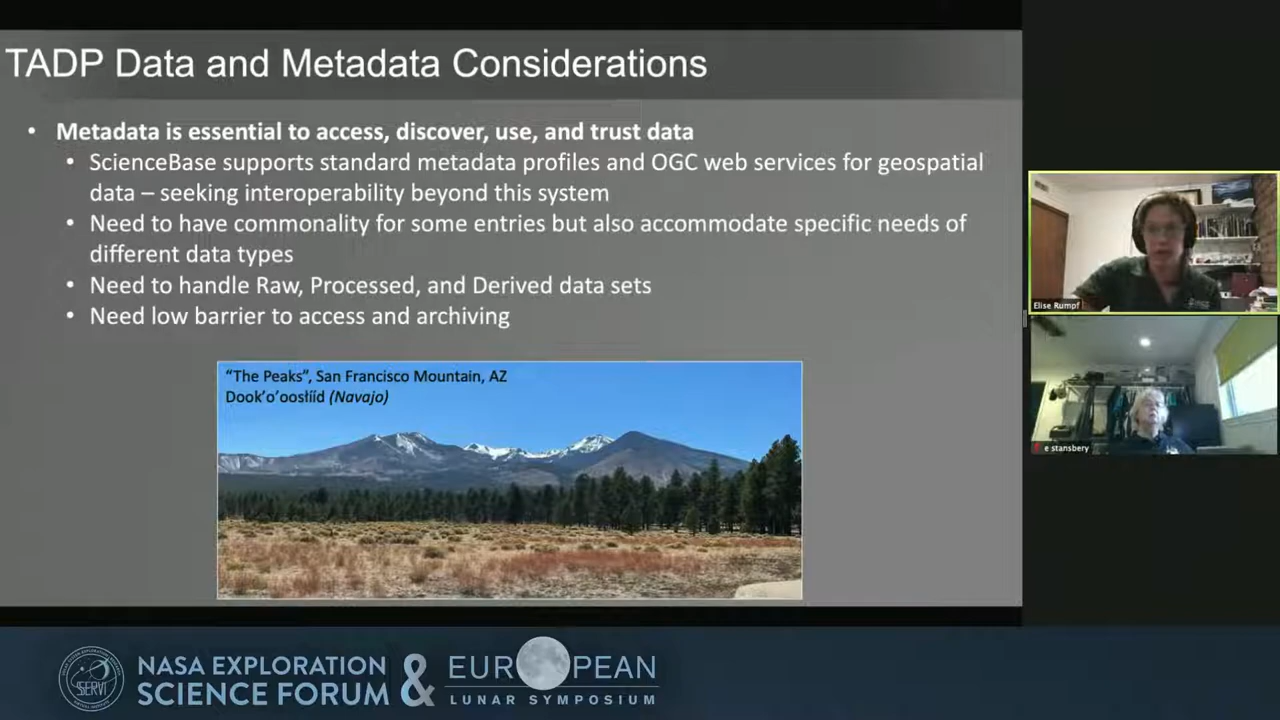 TADP Data and Metadata Considerations
• Metadata is essential to access, discover, use, and trust data
• ScienceBase supports standard metadata profiles and OGC web services for geospatial
data – seeking interoperability beyond this system
• Need to have commonality for some entries but also accommodate specific needs of
different data types
• Need to handle Raw, Processed, and Derived data sets
• Need low barrier to access and archiving
“The Peaks”, San Francisco Mountain, AZ
Dook’o’oosłííd (Navajo)
Elise Rumpf
e stansbery
SSERVI
NASA EXPLORATION
SCIENCE FORUM
&
EUROPEAN
LUNAR SYMPOSIUM